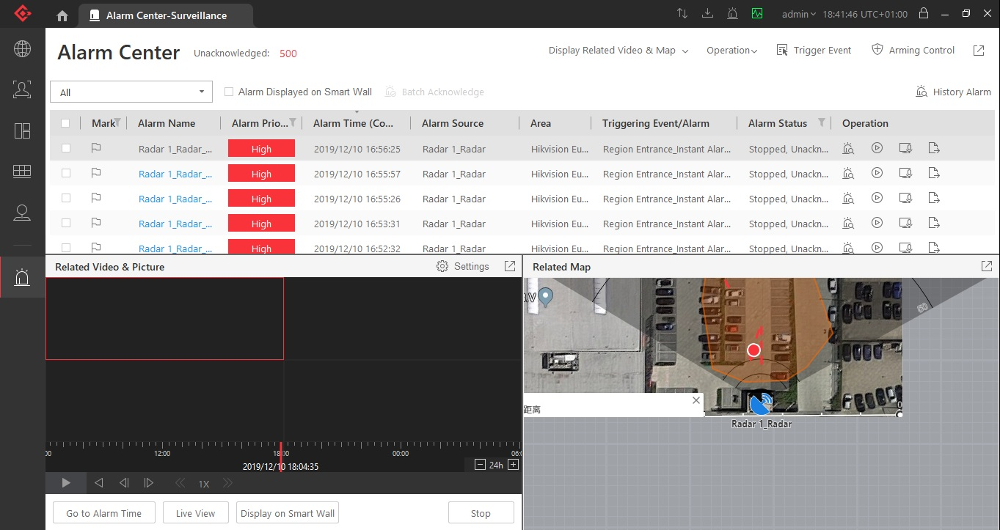 Alarm Center-Surveillance
admin 18:41:46 UTC+01:00
Alarm Center Unacknowledged: 500
Display Related Video & Map Operation Trigger Event Arming Control
All Alarm Displayed on Smart Wall Batch Acknowledge History Alarm
Mark Alarm Name Alarm Prio... Alarm Time (Co... Alarm Source Area Triggering Event/Alarm Alarm Status Operation
Radar 1_Radar_... High 2019/12/10 16:56:25 Radar 1_Radar Hikvision Eu... Region Entrance_Instant Alar... Stopped, Unackn...
Radar 1_Radar_... High 2019/12/10 16:55:57 Radar 1_Radar Hikvision Eu... Region Entrance_Instant Alar... Stopped, Unackn...
Radar 1_Radar_... High 2019/12/10 16:55:26 Radar 1_Radar Hikvision Eu... Region Entrance_Instant Alar... Stopped, Unackn...
Radar 1_Radar_... High 2019/12/10 16:53:31 Radar 1_Radar Hikvision Eu... Region Entrance_Instant Alar... Stopped, Unackn...
Radar 1_Radar_... High 2019/12/10 16:52:32 Radar 1_Radar Hikvision Eu... Region Entrance_Instant Alar... Stopped, Unackn...
Related Video & Picture Settings
12:00 18:00 00:00
2019/12/10 18:04:35 24h
1X
Go to Alarm Time Live View Display on Smart Wall Stop
Related Map
60
距离
0
Radar 1_Radar